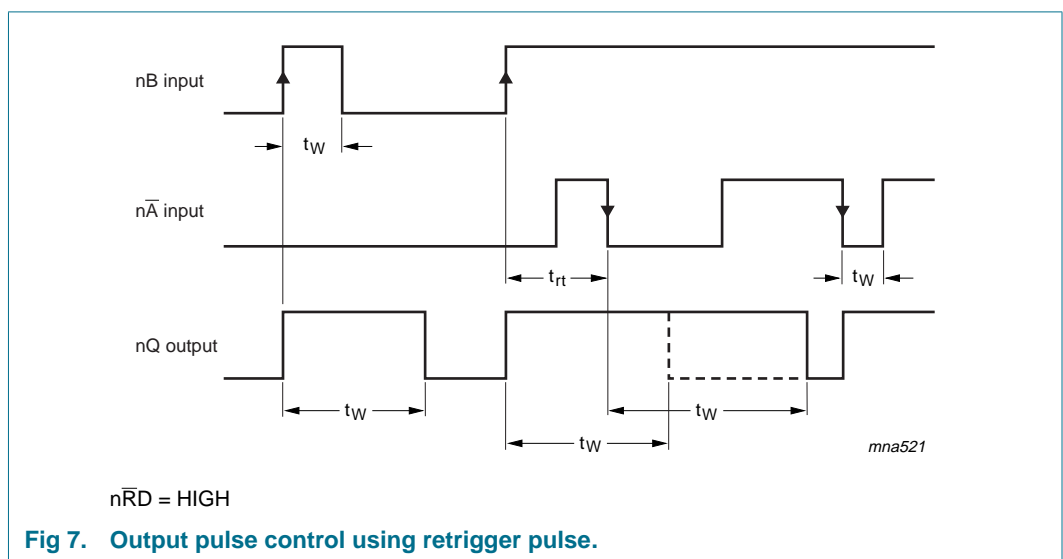 nB input
tW
nA̅ input
trt
tW
nQ output
tW
tW
tW
mna521
nR̅D = HIGH
Fig 7. Output pulse control using retrigger pulse.